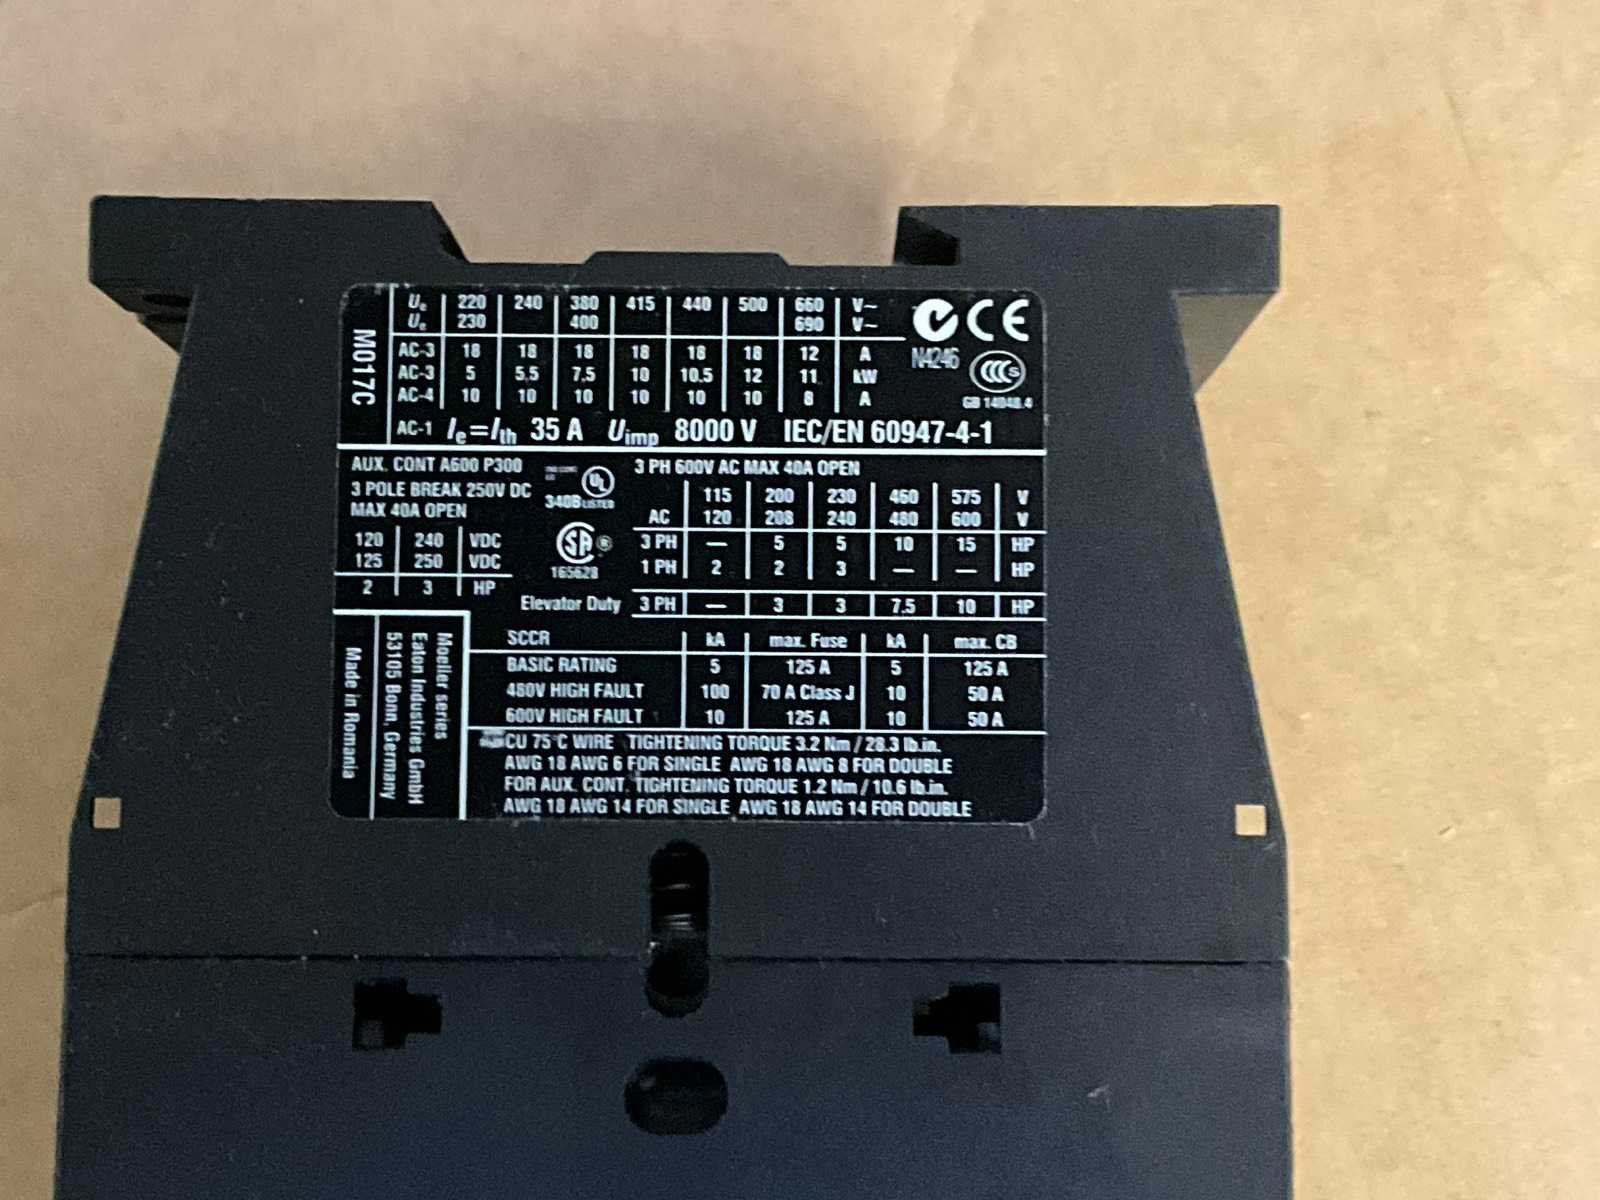 M017C
Ue 220 240 380 415 440 500 660 V~
Ue 230 400 690 V~
AC-3 18 18 18 18 18 18 12 A
AC-3 5 5,5 7,5 10 10,5 12 11 kW
AC-4 10 10 10 10 10 10 8 A
AC-1 Ie=Ith 35 A Uimp 8000 V IEC/EN 60947-4-1
CE
N4246
CCC S
GB 14048.4
AUX. CONT A600 P300
3 POLE BREAK 250V DC
MAX 40A OPEN
120 240 VDC
125 250 VDC
2 3 HP
UL
340B LISTED
SA ®
165628
3 PH 600V AC MAX 40A OPEN
115 200 230 460 575 V
AC 120 208 240 480 600 V
3 PH — 5 5 10 15 HP
1 PH 2 2 3 — — HP
Elevator Duty 3 PH — 3 3 7.5 10 HP
SCCR kA max. Fuse kA max. CB
BASIC RATING 5 125 A 5 125 A
480V HIGH FAULT 100 70 A Class J 10 50 A
600V HIGH FAULT 10 125 A 10 50 A
CU 75°C WIRE TIGHTENING TORQUE 3.2 Nm / 28.3 lb.in.
AWG 18 AWG 6 FOR SINGLE AWG 18 AWG 8 FOR DOUBLE
FOR AUX. CONT. TIGHTENING TORQUE 1.2 Nm / 10.6 lb.in.
AWG 18 AWG 14 FOR SINGLE AWG 18 AWG 14 FOR DOUBLE
Moeller series
Eaton Industries GmbH
53105 Bonn, Germany
Made in Romania